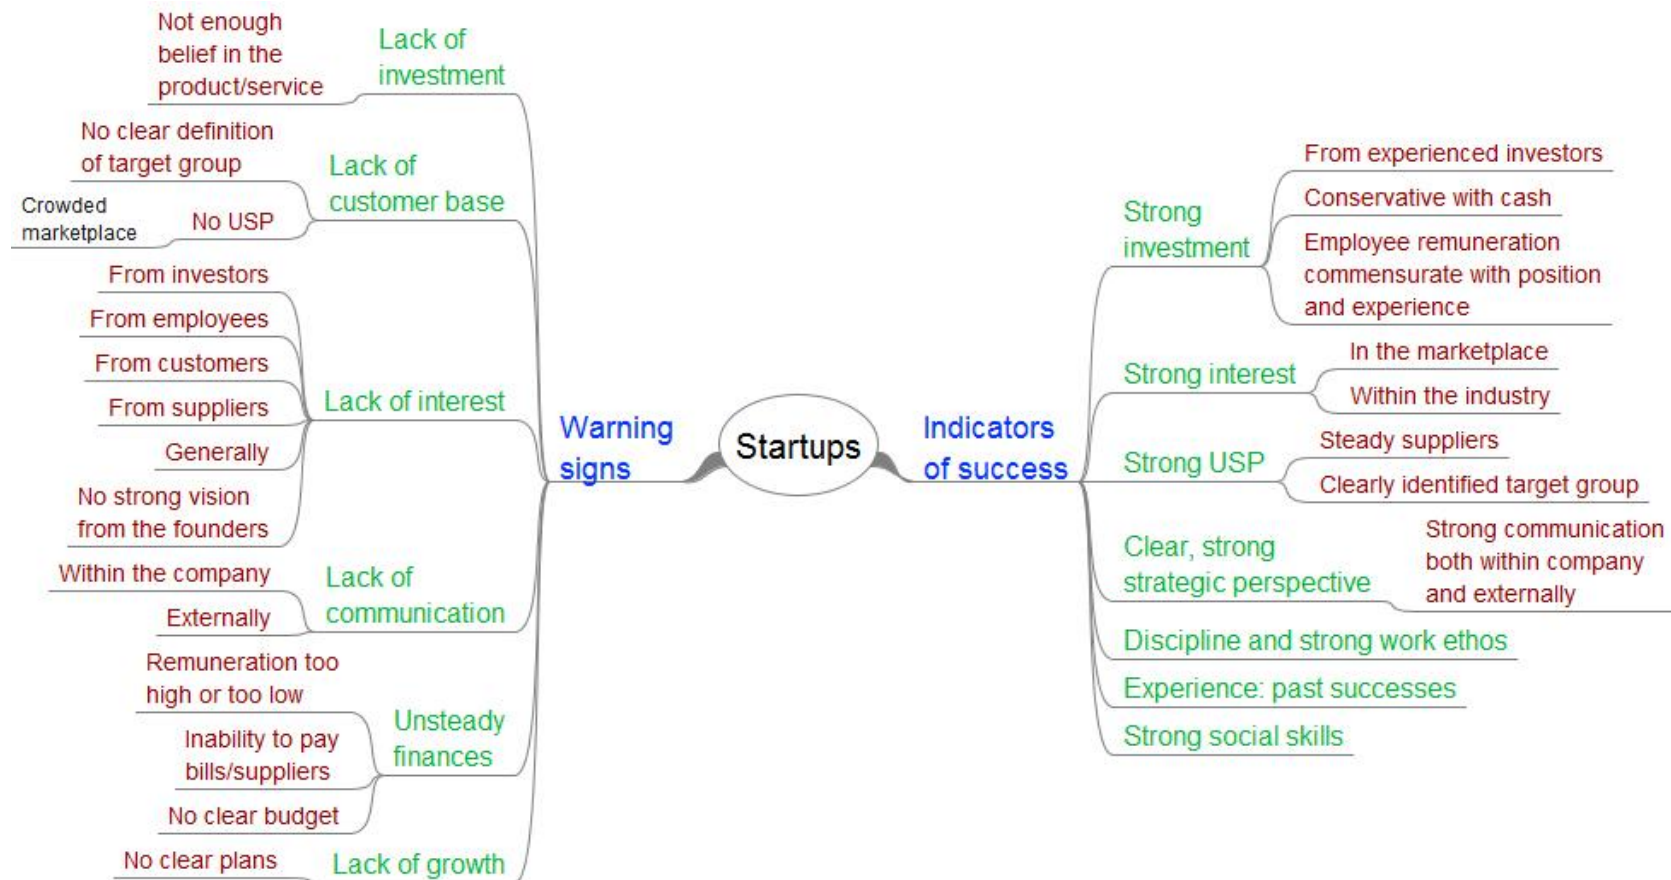 Not enough
belief in the
product/service
Lack of
investment
No clear definition
of target group
Lack of
customer base
Crowded
marketplace
No USP
From investors
From employees
From customers
From suppliers
Generally
No strong vision
from the founders
Lack of interest
Within the company
Externally
Lack of
communication
Remuneration too
high or too low
Inability to pay
bills/suppliers
No clear budget
Unsteady
finances
No clear plans
Lack of growth
Warning
signs
Startups
Indicators
of success
Strong
investment
From experienced investors
Conservative with cash
Employee remuneration
commensurate with position
and experience
Strong interest
In the marketplace
Within the industry
Strong USP
Steady suppliers
Clearly identified target group
Clear, strong
strategic perspective
Strong communication
both within company
and externally
Discipline and strong work ethos
Experience: past successes
Strong social skills